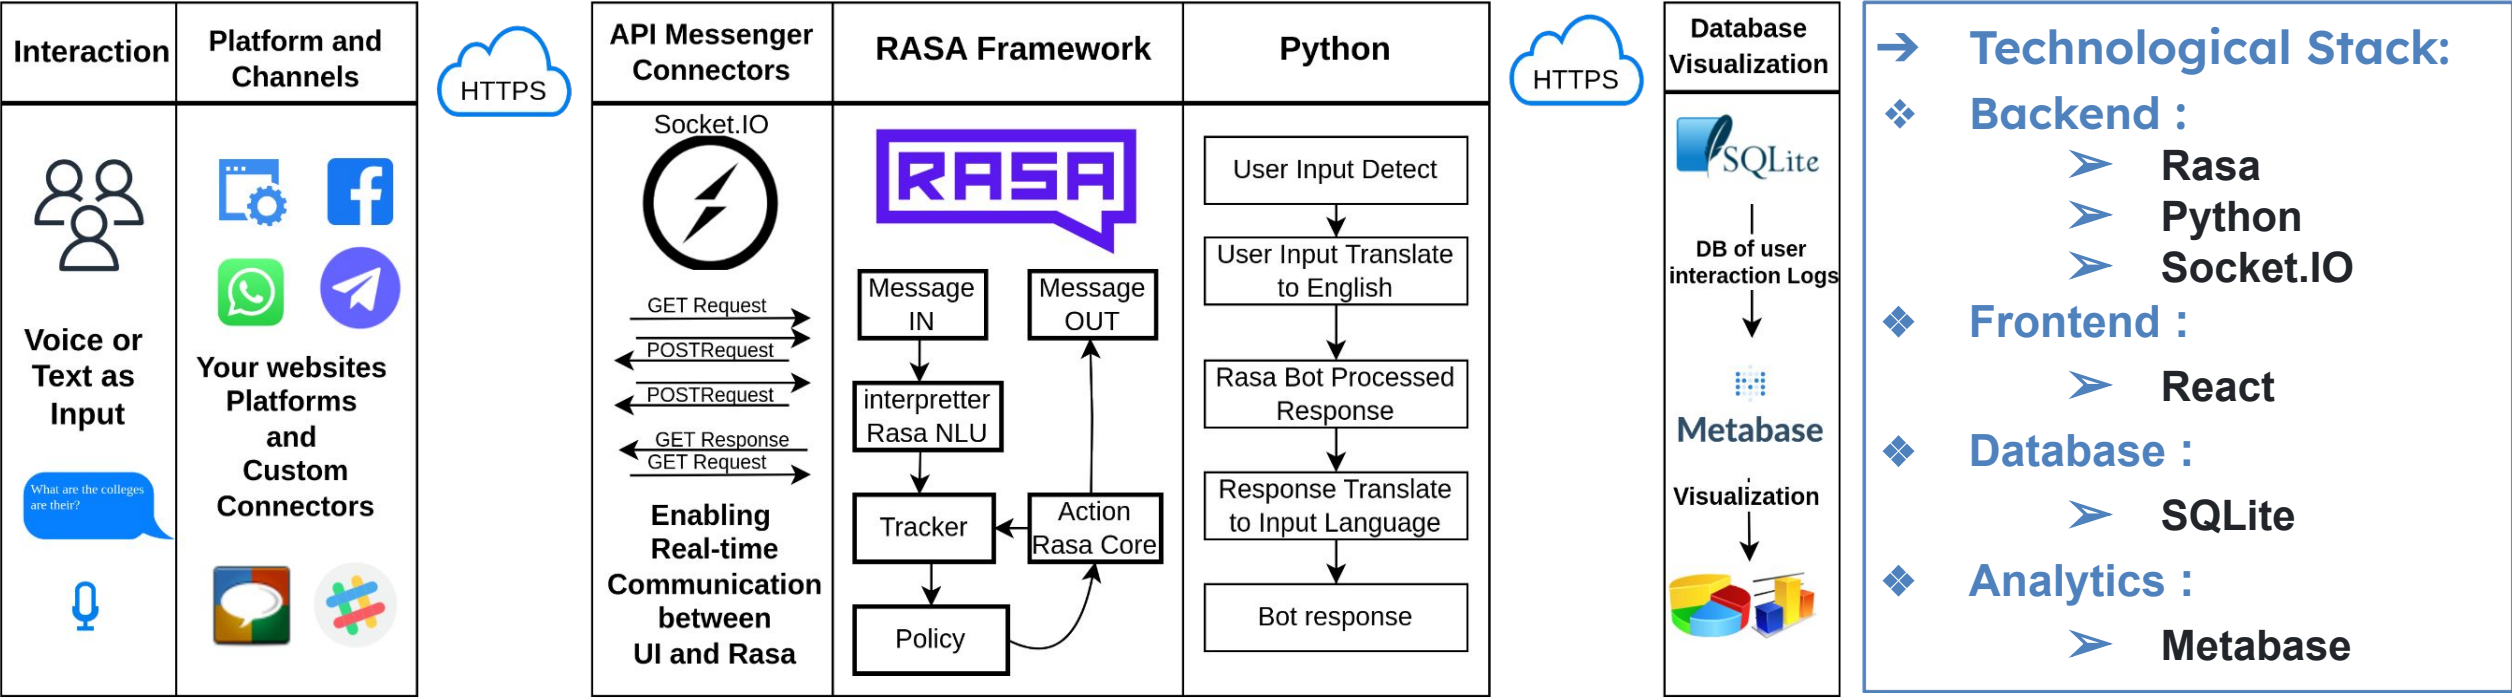 Interaction
Platform and
Channels
Voice or
Text as
Input
What are the colleges
are their?
Your websites
Platforms
and
Custom
Connectors
HTTPS
API Messenger
Connectors
Socket.IO
GET Request
POSTRequest
POSTRequest
GET Response
GET Request
Enabling
Real-time
Communication
between
UI and Rasa
RASA Framework
RASA
Message
IN
Message
OUT
interpretter
Rasa NLU
Tracker
Action
Rasa Core
Policy
Python
User Input Detect
User Input Translate
to English
Rasa Bot Processed
Response
Response Translate
to Input Language
Bot response
HTTPS
Database
Visualization
SQLite
DB of user
interaction Logs
Metabase
Visualization
Technological Stack:
Backend :
Rasa
Python
Socket.IO
Frontend :
React
Database :
SQLite
Analytics :
Metabase